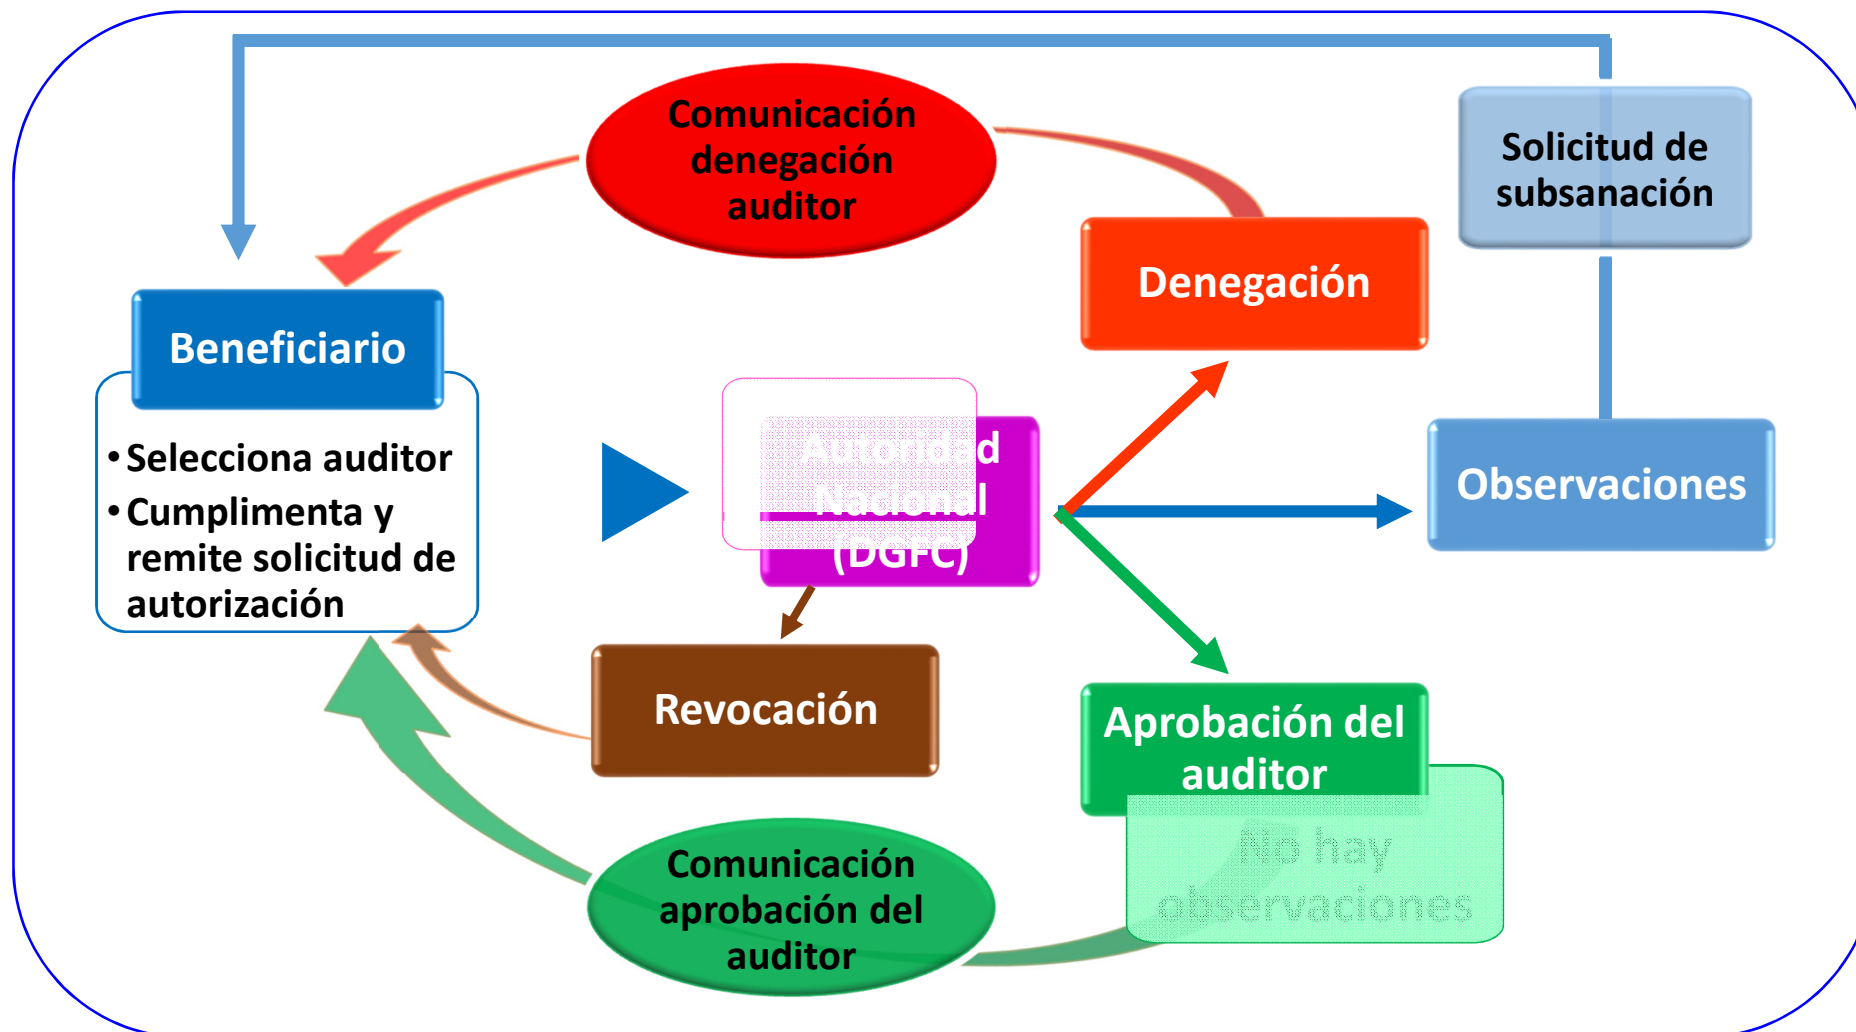 Comunicación
denegación
auditor
Solicitud de
subsanación
Denegación
Beneficiario
• Selecciona auditor
• Cumplimenta y
remite solicitud de
autorización
Autoridad
Nacional
(DGFC)
Observaciones
Revocación
Aprobación del
auditor
No hay
observaciones
Comunicación
aprobación del
auditor